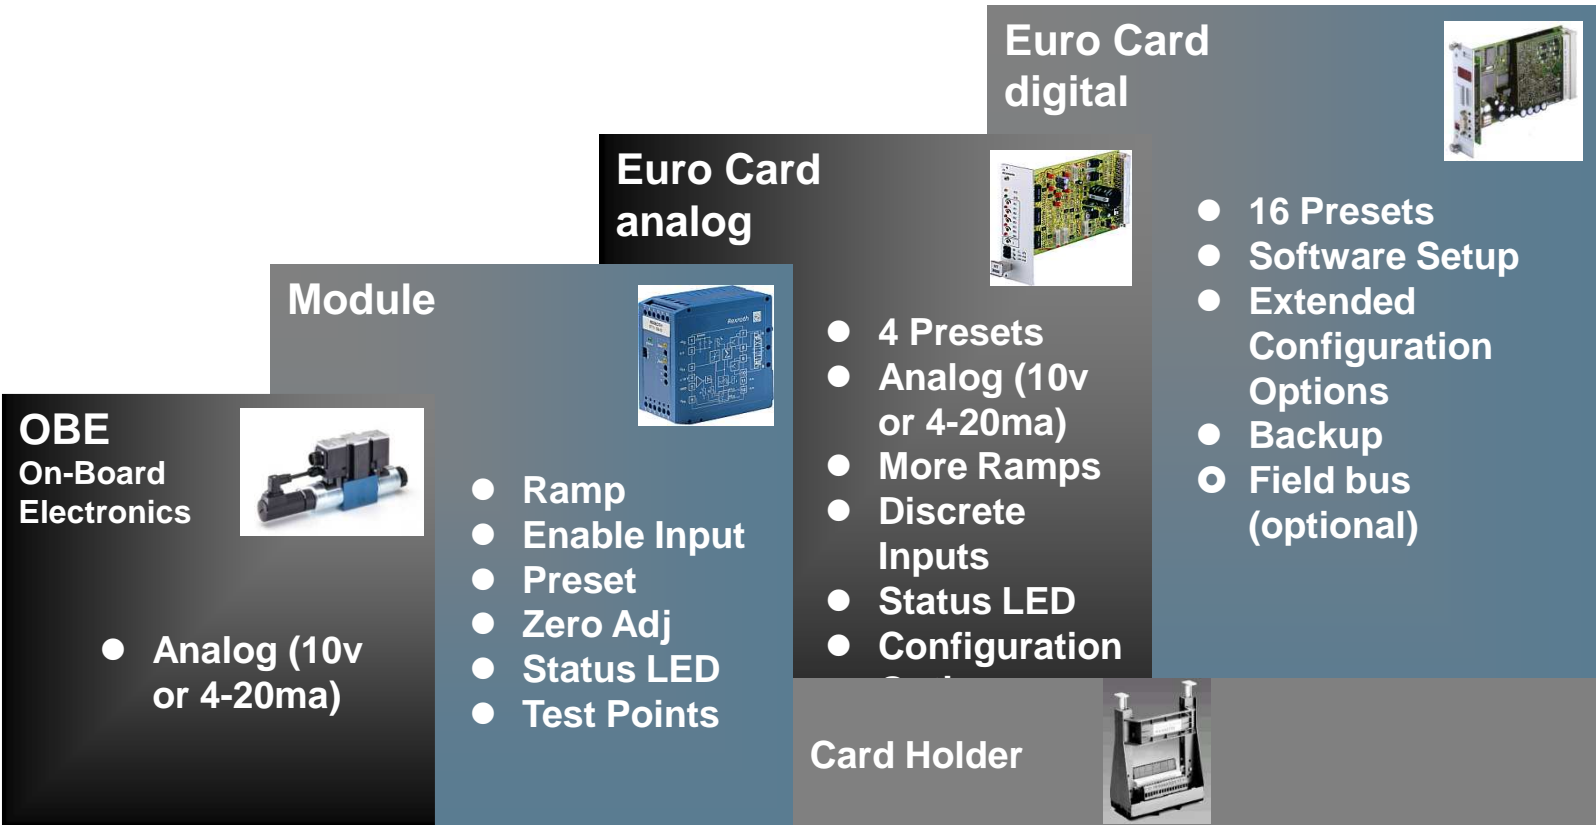 OBE
On-Board
Electronics
Analog (10v
or 4-20ma)
Module
Rexroth
Ramp
Enable Input
Preset
Zero Adj
Status LED
Test Points
Euro Card
analog
4 Presets
Analog (10v
or 4-20ma)
More Ramps
Discrete
Inputs
Status LED
Configuration
Euro Card
digital
16 Presets
Software Setup
Extended
Configuration
Options
Backup
Field bus
(optional)
Card Holder